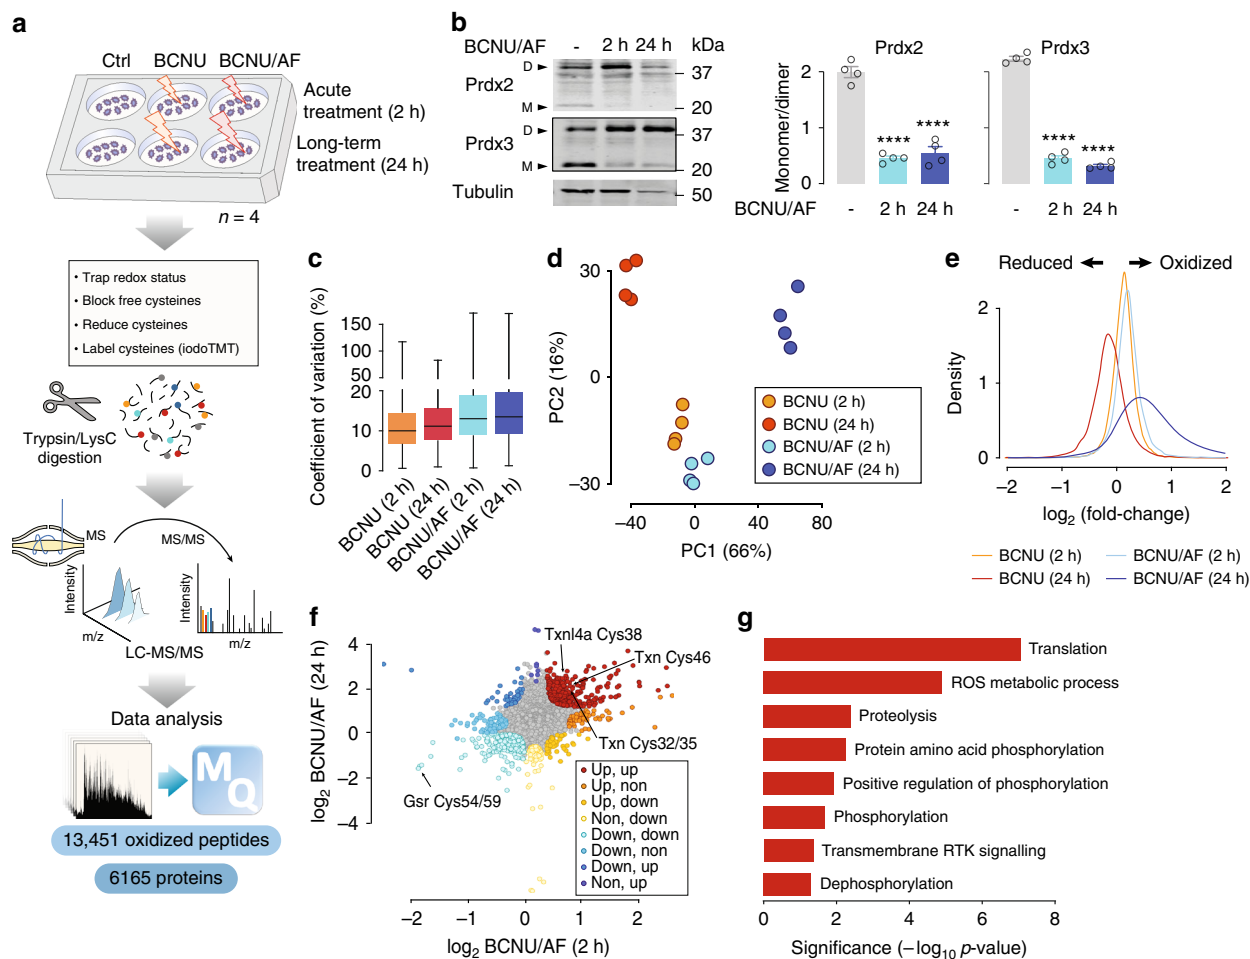 a
Ctrl BCNU BCNU/AF
Acute
treatment (2 h)
Long-term
treatment (24 h)
n = 4
• Trap redox status
• Block free cysteines
• Reduce cysteines
• Label cysteines (iodoTMT)
Trypsin/LysC
digestion
MS
MS/MS
Intensity
m/z
Intensity
m/z
LC-MS/MS
Data analysis
MQ
13,451 oxidized peptides
6165 proteins
b
BCNU/AF - 2 h 24 h kDa
Prdx2
D
M
37
20
Prdx3
D
M
37
20
Tubulin
50
Prdx2
Prdx3
Monomer/dimer
2
1
0
****
****
****
****
BCNU/AF - 2 h 24 h - 2 h 24 h
c
Coefficient of variation (%)
150
100
50
20
10
0
BCNU (2 h)
BCNU (24 h)
BCNU/AF (2 h)
BCNU/AF (24 h)
d
PC2 (16%)
30
0
−30
−40 0 40 80
PC1 (66%)
BCNU (2 h)
BCNU (24 h)
BCNU/AF (2 h)
BCNU/AF (24 h)
e
Reduced
Oxidized
Density
2
1
0
−2 −1 0 1 2
log2 (fold-change)
BCNU (2 h)
BCNU/AF (2 h)
BCNU (24 h)
BCNU/AF (24 h)
f
log2 BCNU/AF (24 h)
4
2
0
−2
−4
Txnl4a Cys38
Txn Cys46
Txn Cys32/35
Gsr Cys54/59
Up, up
Up, non
Up, down
Non, down
Down, down
Down, non
Down, up
Non, up
−2 −1 0 1 2
log2 BCNU/AF (2 h)
g
Translation
ROS metabolic process
Proteolysis
Protein amino acid phosphorylation
Positive regulation of phosphorylation
Phosphorylation
Transmembrane RTK signalling
Dephosphorylation
0 2 4 6 8
Significance (−log10 p-value)